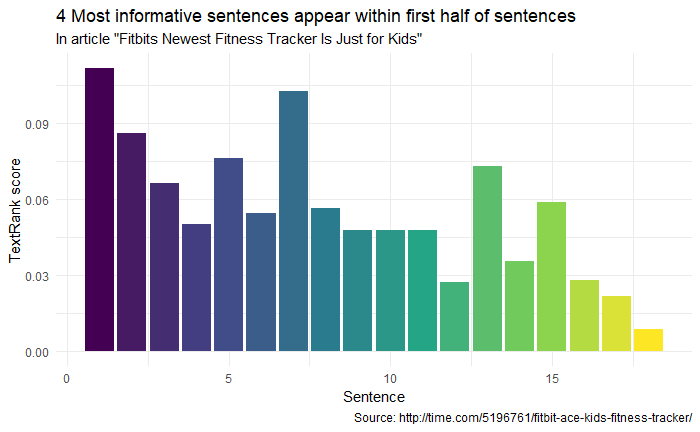 4 Most informative sentences appear within first half of sentences
In article "Fitbits Newest Fitness Tracker Is Just for Kids"
TextRank score
0.09
0.06
0.03
0.00
0 5 10 15
Sentence
Source: http://time.com/5196761/fitbit-ace-kids-fitness-tracker/